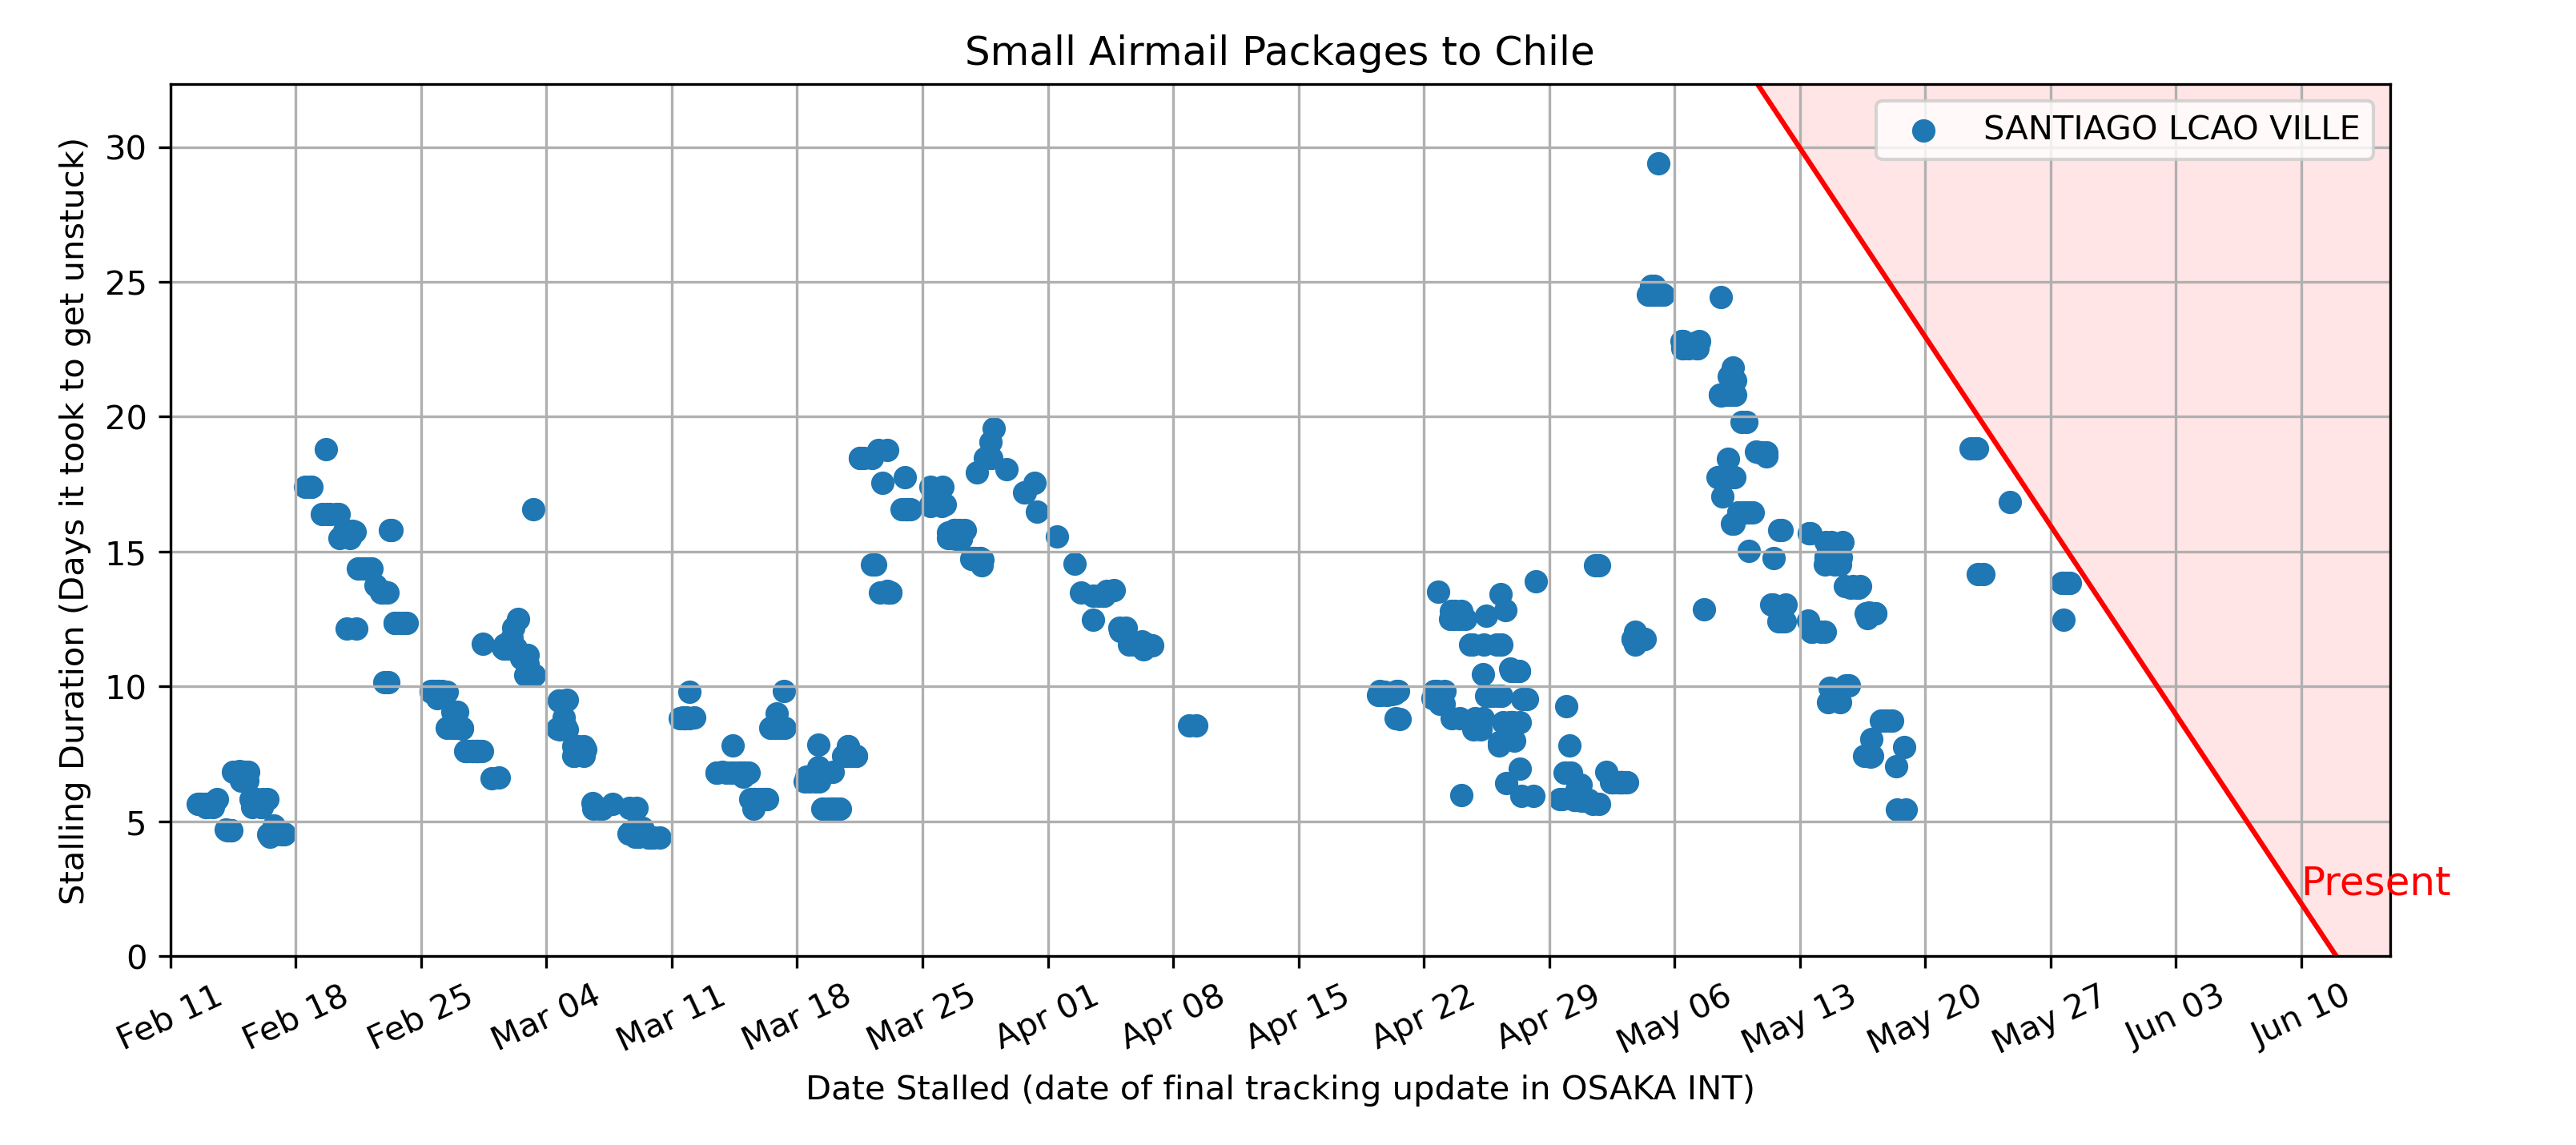 Small Airmail Packages to Chile
SANTIAGO LCAO VILLE
Stalling Duration (Days it took to get unstuck)
30
25
20
15
10
5
0
Present
Feb 11
Feb 18
Feb 25
Mar 04
Mar 11
Mar 18
Mar 25
Apr 01
Apr 08
Apr 15
Apr 22
Apr 29
May 06
May 13
May 20
May 27
Jun 03
Jun 10
Date Stalled (date of final tracking update in OSAKA INT)